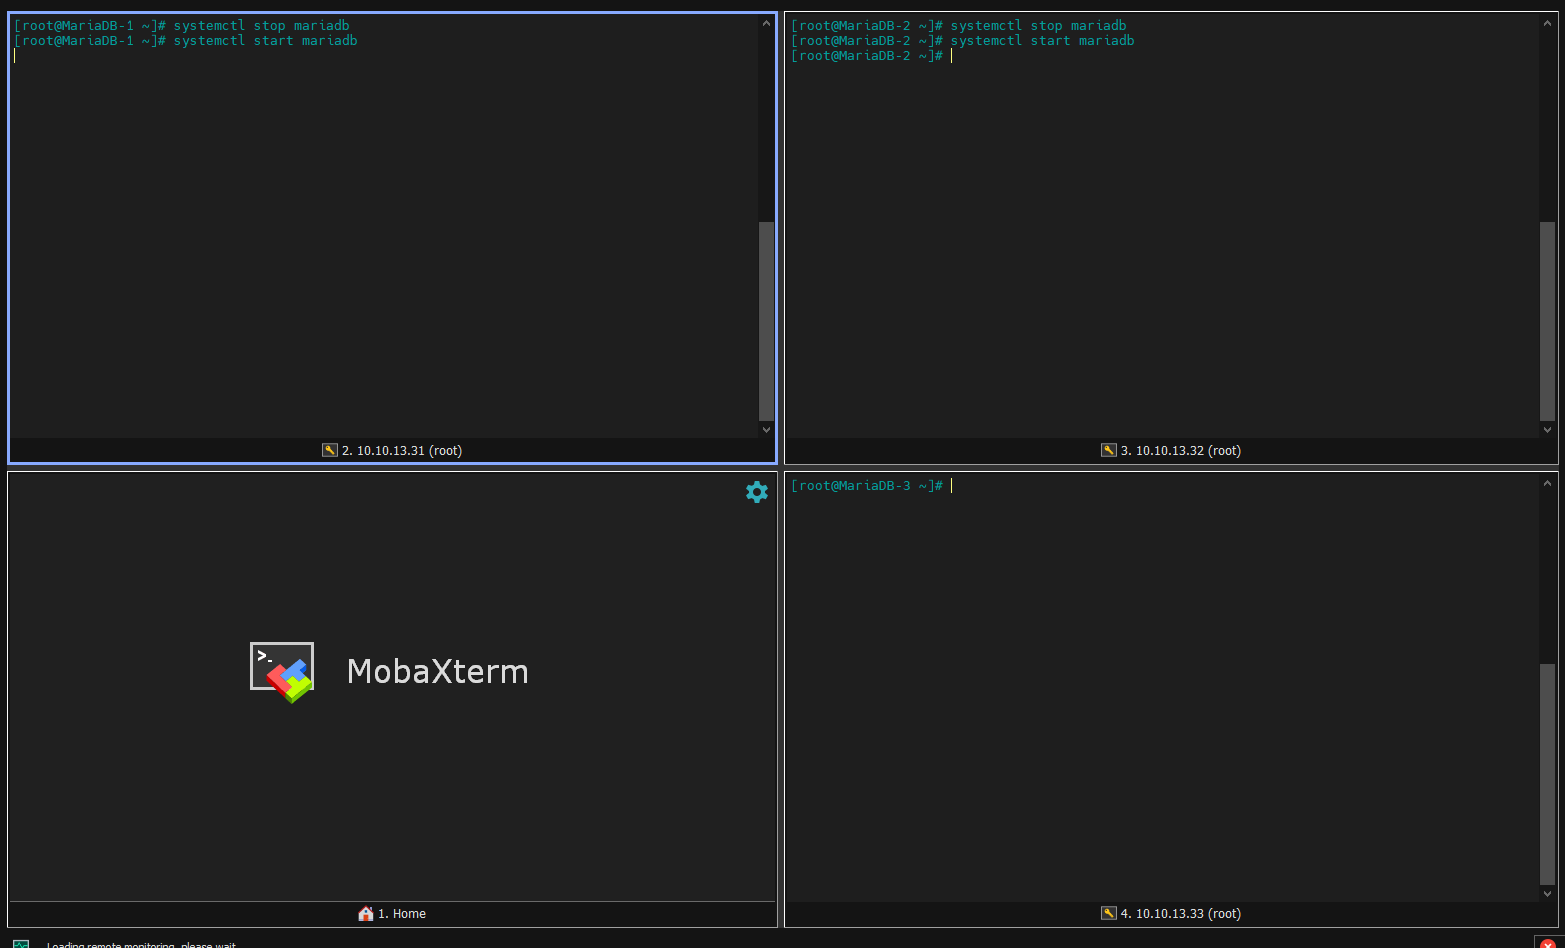 [root@MariaDB-1 ~]# systemctl stop mariadb
[root@MariaDB-1 ~]# systemctl start mariadb
2. 10.10.13.31 (root)
[root@MariaDB-2 ~]# systemctl stop mariadb
[root@MariaDB-2 ~]# systemctl start mariadb
[root@MariaDB-2 ~]#
3. 10.10.13.32 (root)
>_
MobaXterm
1. Home
[root@MariaDB-3 ~]#
4. 10.10.13.33 (root)
Loading remote monitoring, please wait